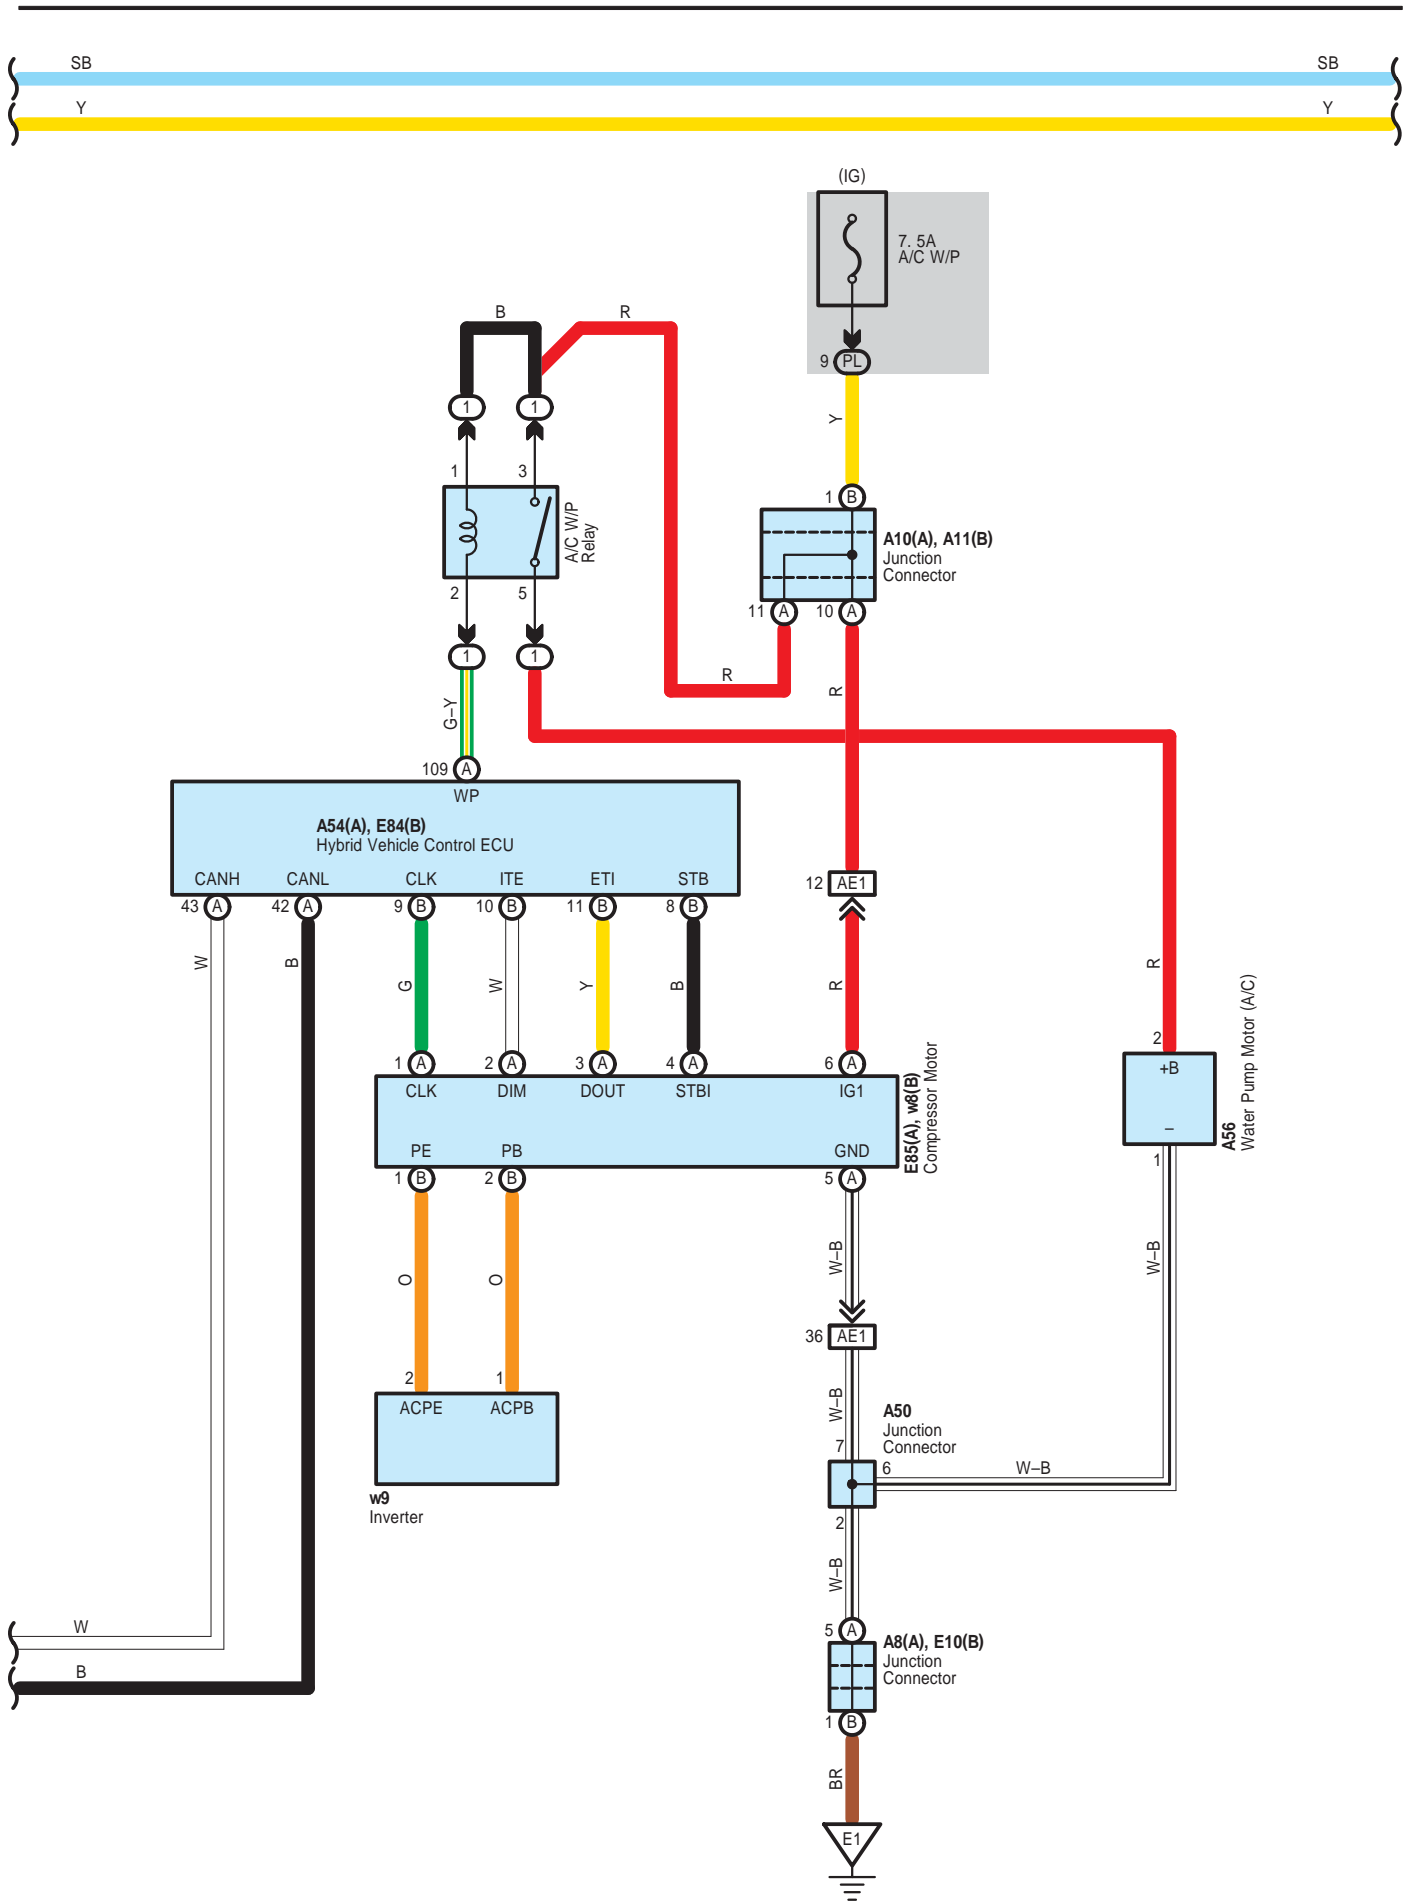 SB
SB
Y
Y
(IG)
7. 5A
A/C W/P
B
R
9
PL
1
1
Y
1
3
1
B
A/C W/P
Relay
A10(A), A11(B)
Junction
Connector
2
5
11
A
10
A
1
1
R
R
G–Y
109
A
WP
A54(A), E84(B)
Hybrid Vehicle Control ECU
CANH
CANL
CLK
ITE
ETI
STB
12
AE1
43
A
42
A
9
B
10
B
11
B
8
B
W
B
G
W
Y
B
R
R
1
A
2
A
3
A
4
A
6
A
2
CLK
DIM
DOUT
STBI
IG1
+B
E85(A), w8(B)
Compressor Motor
A56
Water Pump Motor (A/C)
–
PE
PB
GND
1
1
B
2
B
5
A
O
O
W–B
W–B
36
AE1
2
1
ACPE
ACPB
W–B
A50
Junction
Connector
7
6
W–B
w9
Inverter
2
W–B
W
5
A
A8(A), E10(B)
Junction
Connector
B
1
B
BR
E1